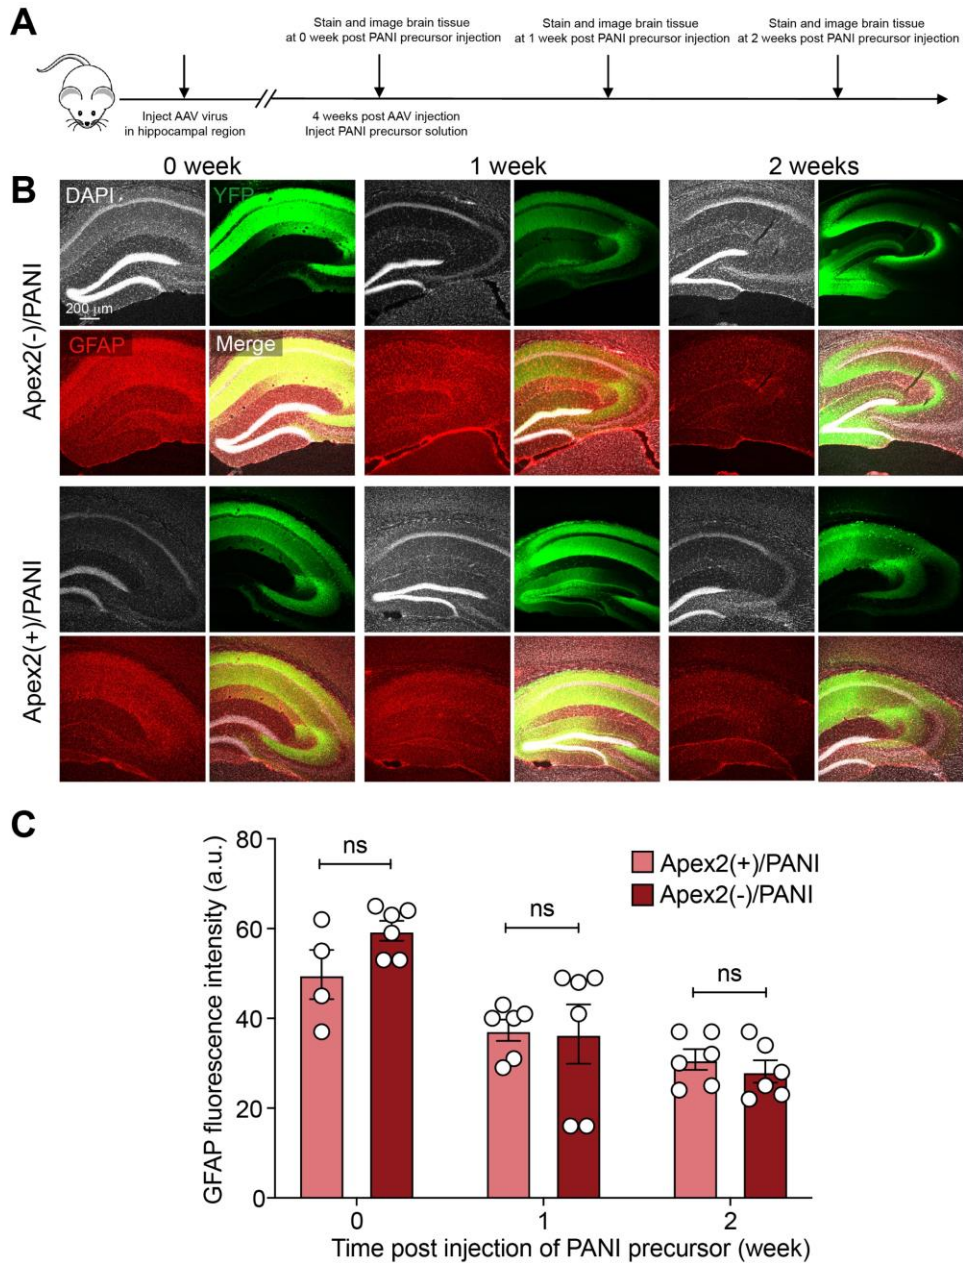 A
Stain and image brain tissue
at 0 week post PANI precursor injection
Stain and image brain tissue
at 1 week post PANI precursor injection
Stain and image brain tissue
at 2 weeks post PANI precursor injection
Inject AAV virus
in hippocampal region
4 weeks post AAV injection
Inject PANI precursor solution
0 week
1 week
2 weeks
B
Apex2(-)/PANI
DAPI
YFP
200 μm
GFAP
Merge
Apex2(+)/PANI
C
GFAP fluorescence intensity (a.u.)
80
60
40
20
0
ns
ns
ns
Apex2(+)/PANI
Apex2(-)/PANI
0
1
2
Time post injection of PANI precursor (week)